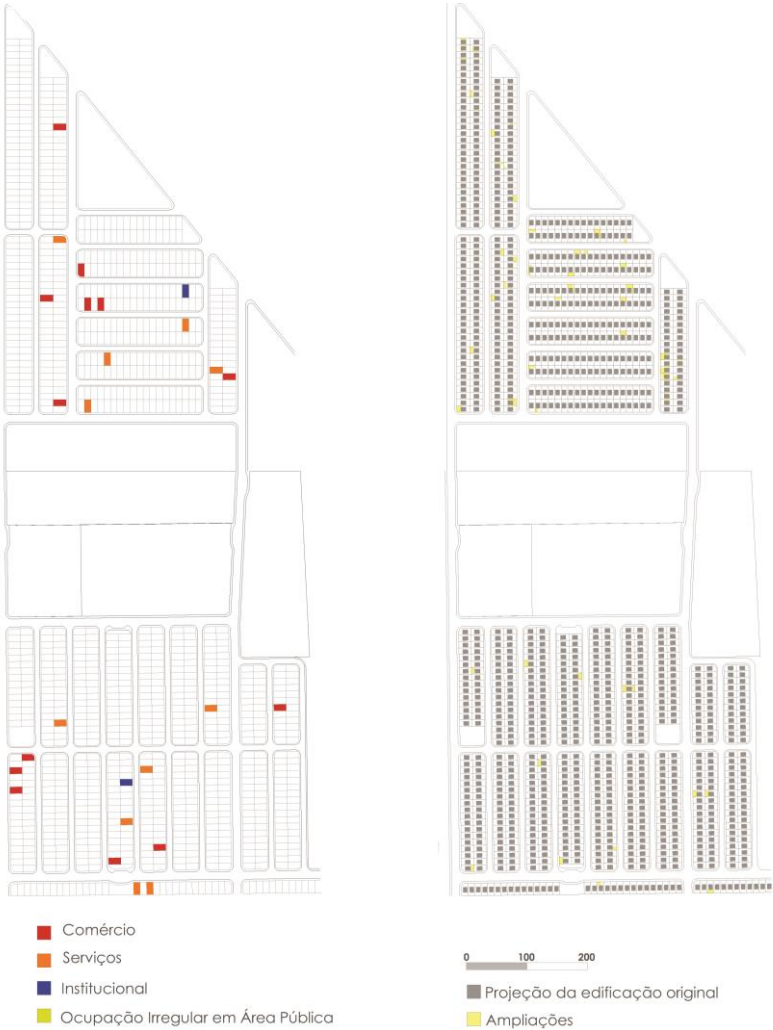 Comércio
Serviços
Institucional
Ocupação Irregular em Área Pública
0 100 200
Projeção da edificação original
Ampliações